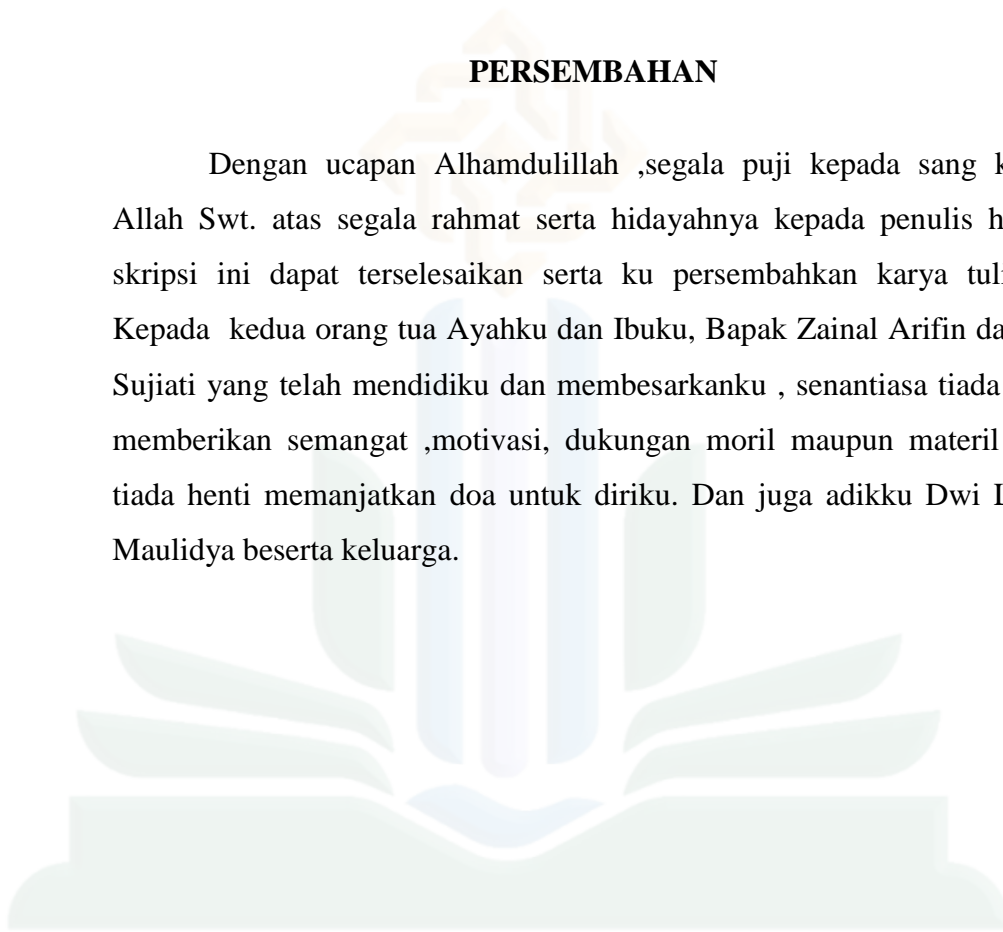 PERSEMBAHAN
Dengan ucapan Alhamdulillah ,segala puji kepada sang
Allah Swt. atas segala rahmat serta hidayahnya kepada penulis
skripsi ini dapat terselesaikan serta ku persembahkan karya
Kepada kedua orang tua Ayahku dan Ibuku, Bapak Zainal Arifin
Sujiati yang telah mendidiku dan membesarkanku , senantiasa tiada
memberikan semangat ,motivasi, dukungan moril maupun materil
tiada henti memanjatkan doa untuk diriku. Dan juga adikku Dwi
Maulidya beserta keluarga.